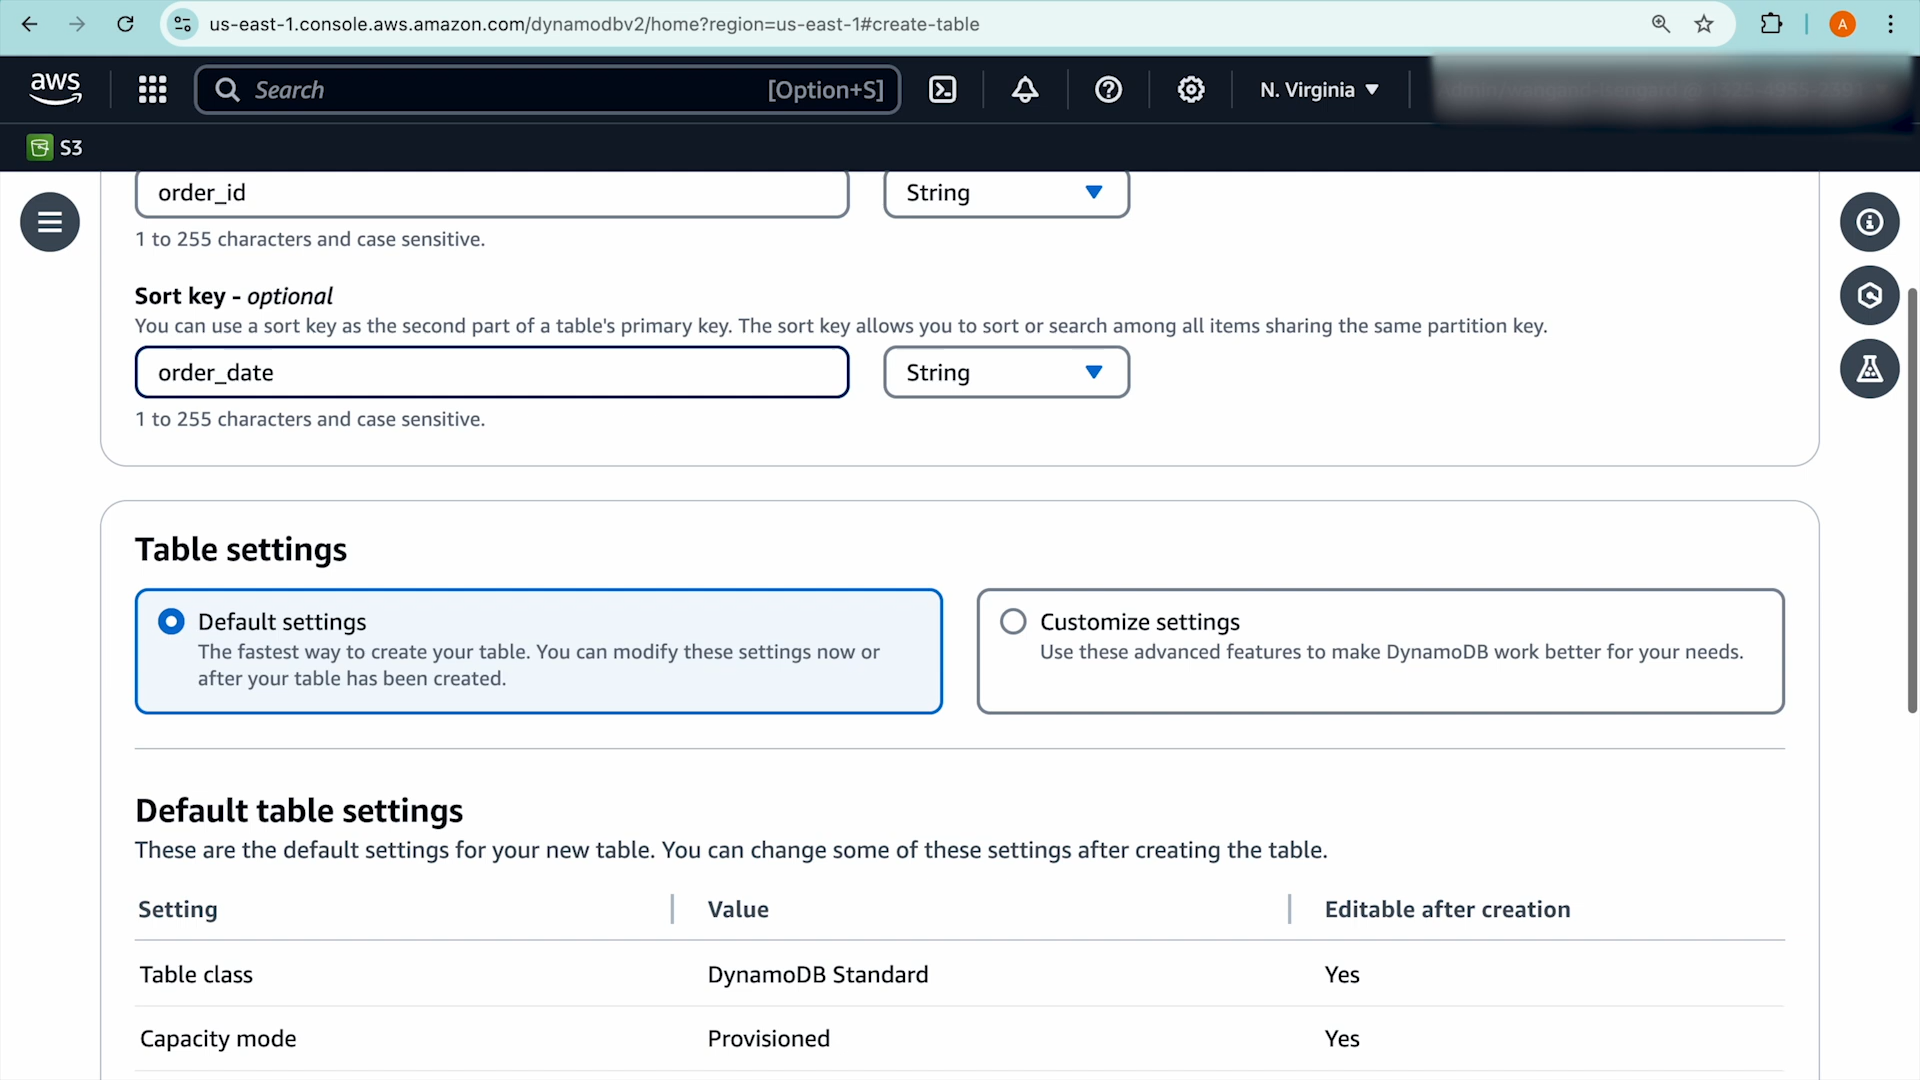 us-east-1.console.aws.amazon.com/dynamodbv2/home?region=us-east-1#create-table
A
aws
Search
[Option+S]
N. Virginia
S3
order_id
String
1 to 255 characters and case sensitive.
Sort key - optional
You can use a sort key as the second part of a table's primary key. The sort key allows you to sort or search among all items sharing the same partition key.
order_date
String
1 to 255 characters and case sensitive.
Table settings
Default settings
The fastest way to create your table. You can modify these settings now or
after your table has been created.
Customize settings
Use these advanced features to make DynamoDB work better for your needs.
Default table settings
These are the default settings for your new table. You can change some of these settings after creating the table.
Setting
Value
Editable after creation
Table class
DynamoDB Standard
Yes
Capacity mode
Provisioned
Yes